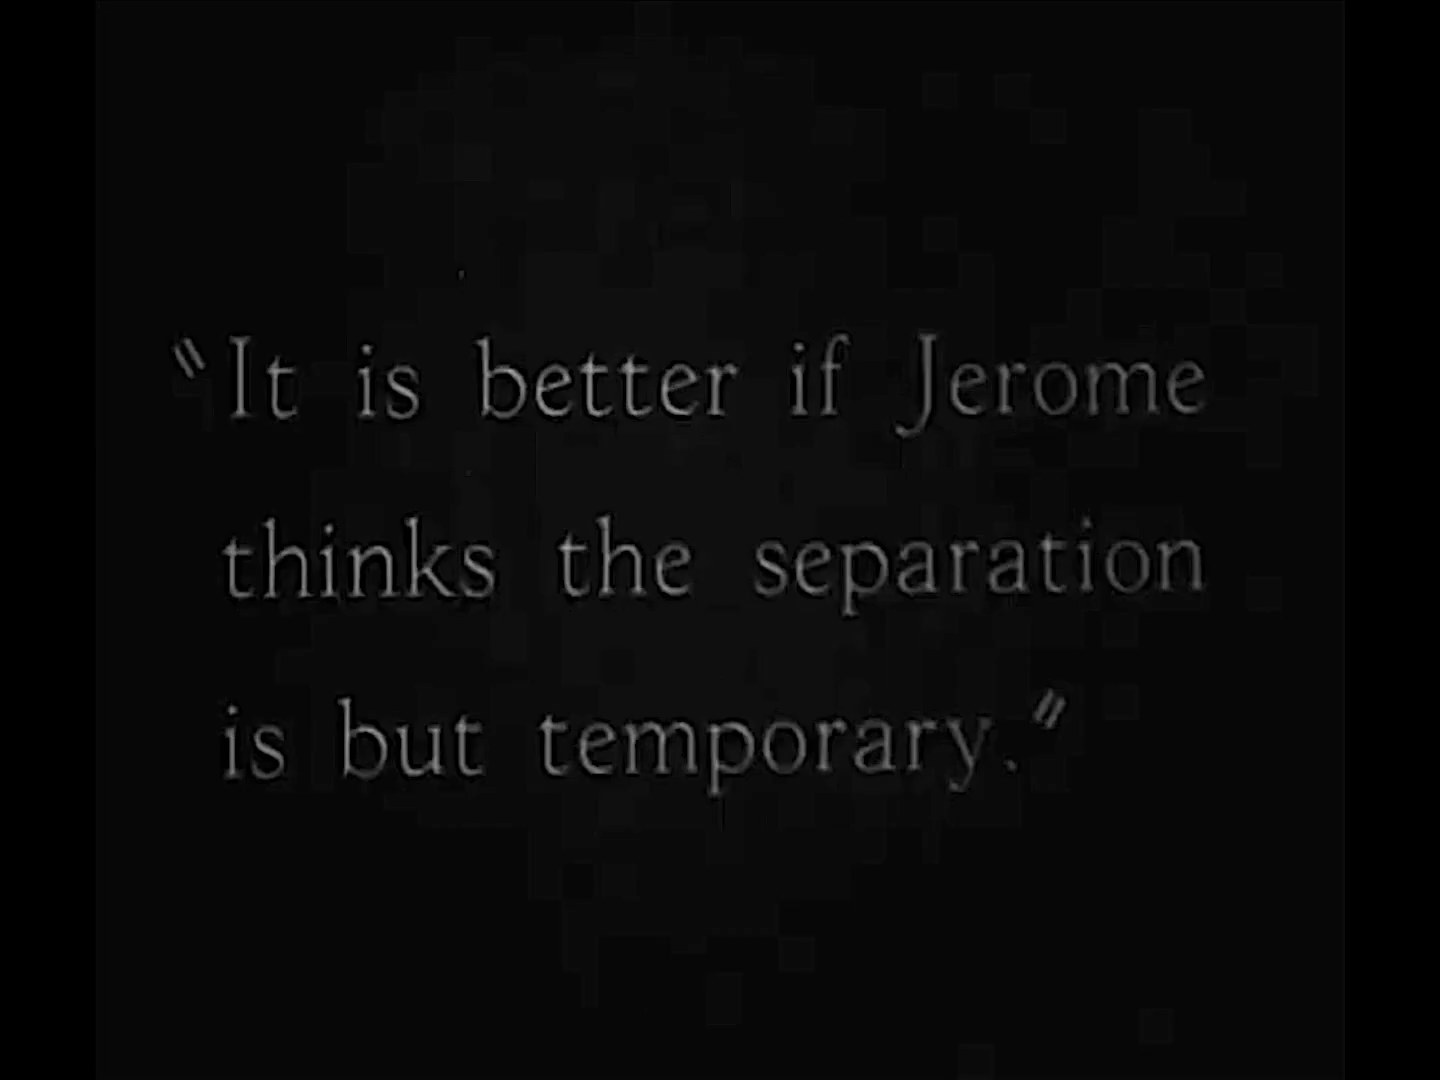 "It is better if Jerome
thinks the separation
is but temporary."